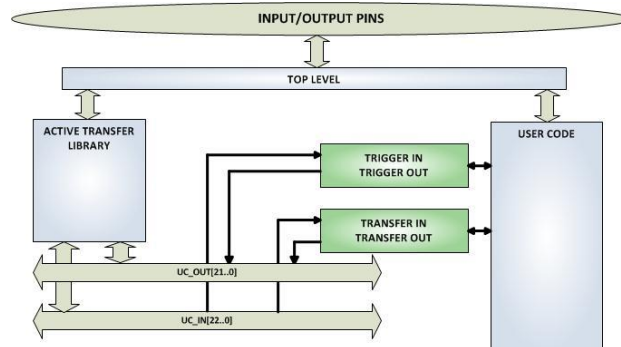 INPUT/OUTPUT PINS
TOP LEVEL
ACTIVE TRANSFER
LIBRARY
USER CODE
TRIGGER IN
TRIGGER OUT
TRANSFER IN
TRANSFER OUT
UC_OUT[21..0]
UC_IN[22..0]